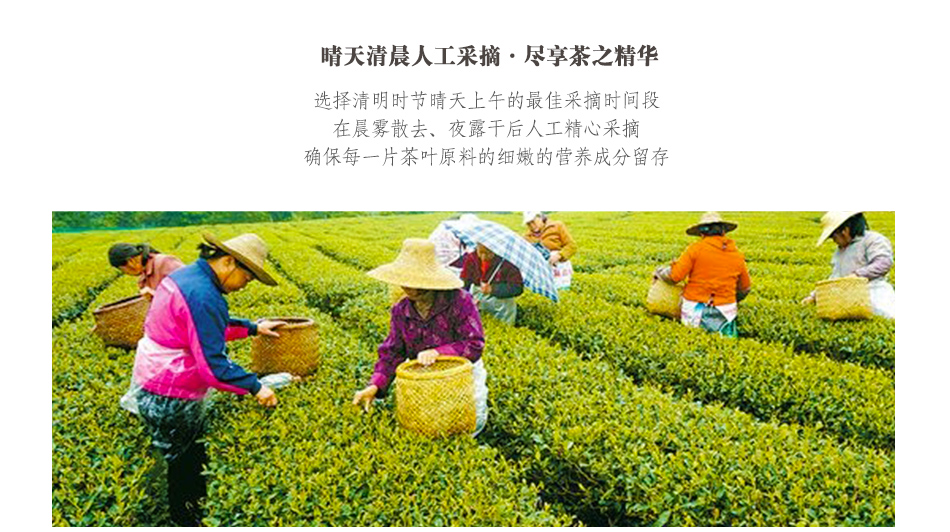 晴天清晨人工采摘·尽享茶之精华
选择清明时节晴天上午的最佳采摘时间段
在晨雾散去、夜露干后人工精心采摘
确保每一片茶叶原料的细嫩的营养成分留存